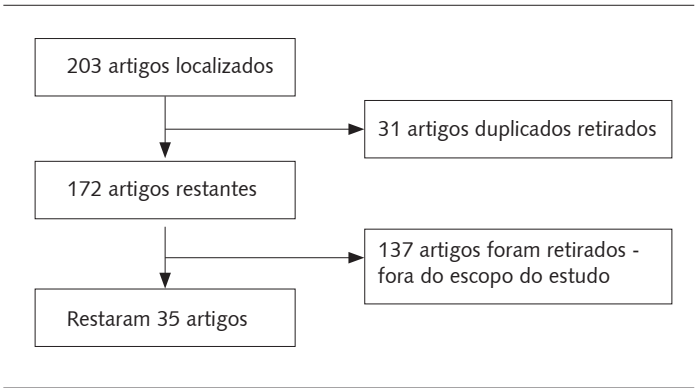 203 artigos localizados
31 artigos duplicados retirados
172 artigos restantes
137 artigos foram retirados -
fora do escopo do estudo
Restaram 35 artigos